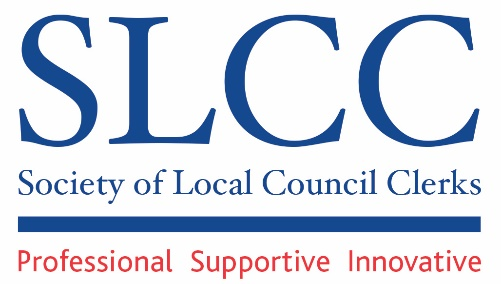 SLCC
Society of Local Council Clerks
Professional Supportive Innovative